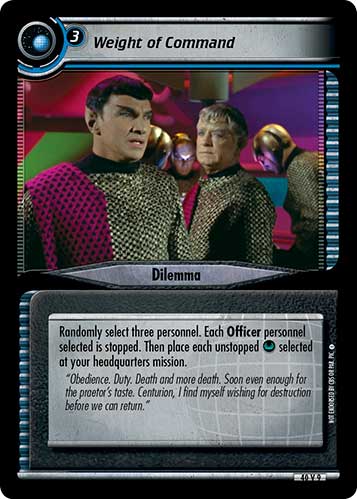 3
Weight of Command
Dilemma
Randomly select three personnel. Each Officer personnel
selected is stopped. Then place each unstopped selected
at your headquarters mission.
“Obedience. Duty. Death and more death. Soon even enough for
the praetor’s taste. Centurion, I find myself wishing for destruction
before we can return.”
40 V 9